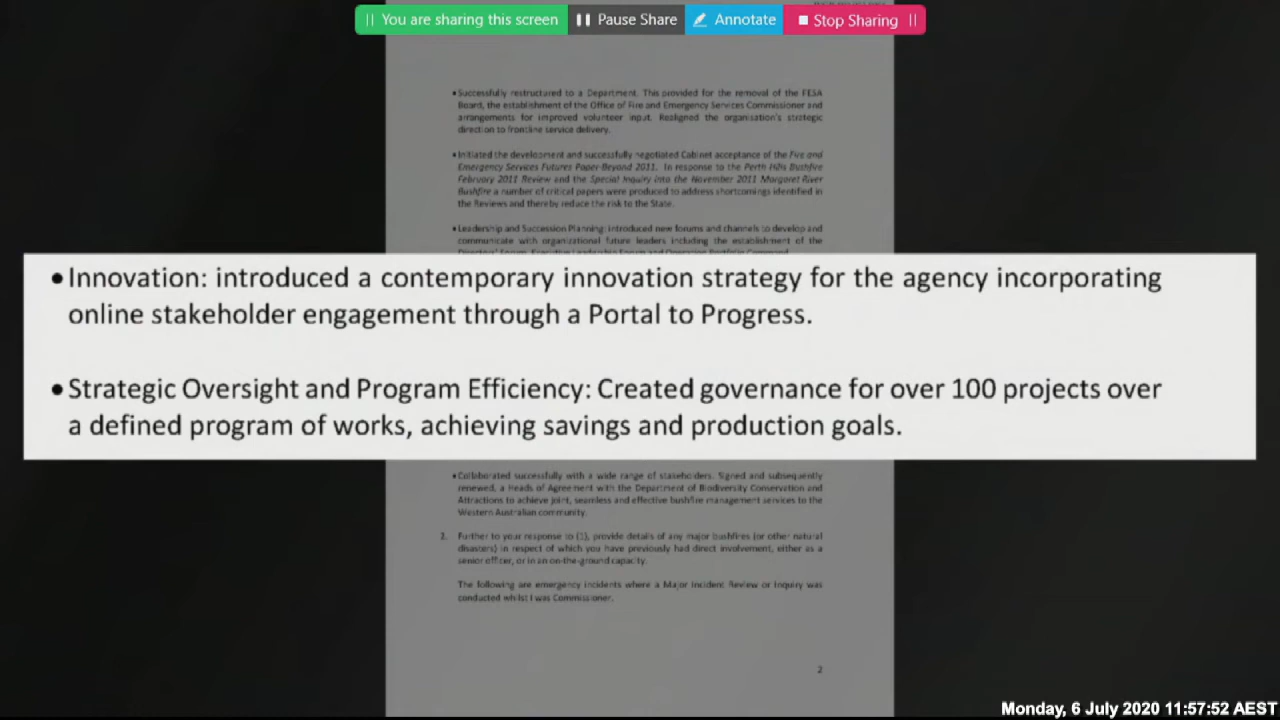 || You are sharing this screen
Pause Share
Annotate
Stop Sharing ||
•Successfully restructured to a Department. This provided for the removal of the FESA
Board, the establishment of the Office of Fire and Emergency Services Commissioner and
arrangements for improved volunteer input. Realigned the organisation's strategic
direction to frontline service delivery.
•Initiated the development and successfully negotiated Cabinet acceptance of the Fire and
Emergency Services Futures Paper-Beyond 2011. In response to the Perth Hills Bushfire
February 2011 Review and the Special Inquiry into the November 2011 Margaret River
Bushfire a number of critical papers were produced to address shortcomings identified in
the Reviews and thereby reduce the risk to the State.
•Leadership and Succession Planning: introduced new forums and channels to develop and
communicate with organizational future leaders including the establishment of the
•Innovation: introduced a contemporary innovation strategy for the agency incorporating
online stakeholder engagement through a Portal to Progress.
•Strategic Oversight and Program Efficiency: Created governance for over 100 projects over
a defined program of works, achieving savings and production goals.
•Collaborated successfully with a wide range of stakeholders. Signed and subsequently
renewed, a Heads of Agreement with the Department of Biodiversity Conservation and
Attractions to achieve joint, seamless and effective bushfire management services to the
Western Australian community.
2. Further to your response to (1), provide details of any major bushfires (or other natural
disasters) in respect of which you have previously had direct involvement, either as a
senior officer, or in an on-the-ground capacity.
The following are emergency incidents where a Major Incident Review or Inquiry was
conducted whilst I was Commissioner.
2
Monday, 6 July 2020 11:57:52 AEST